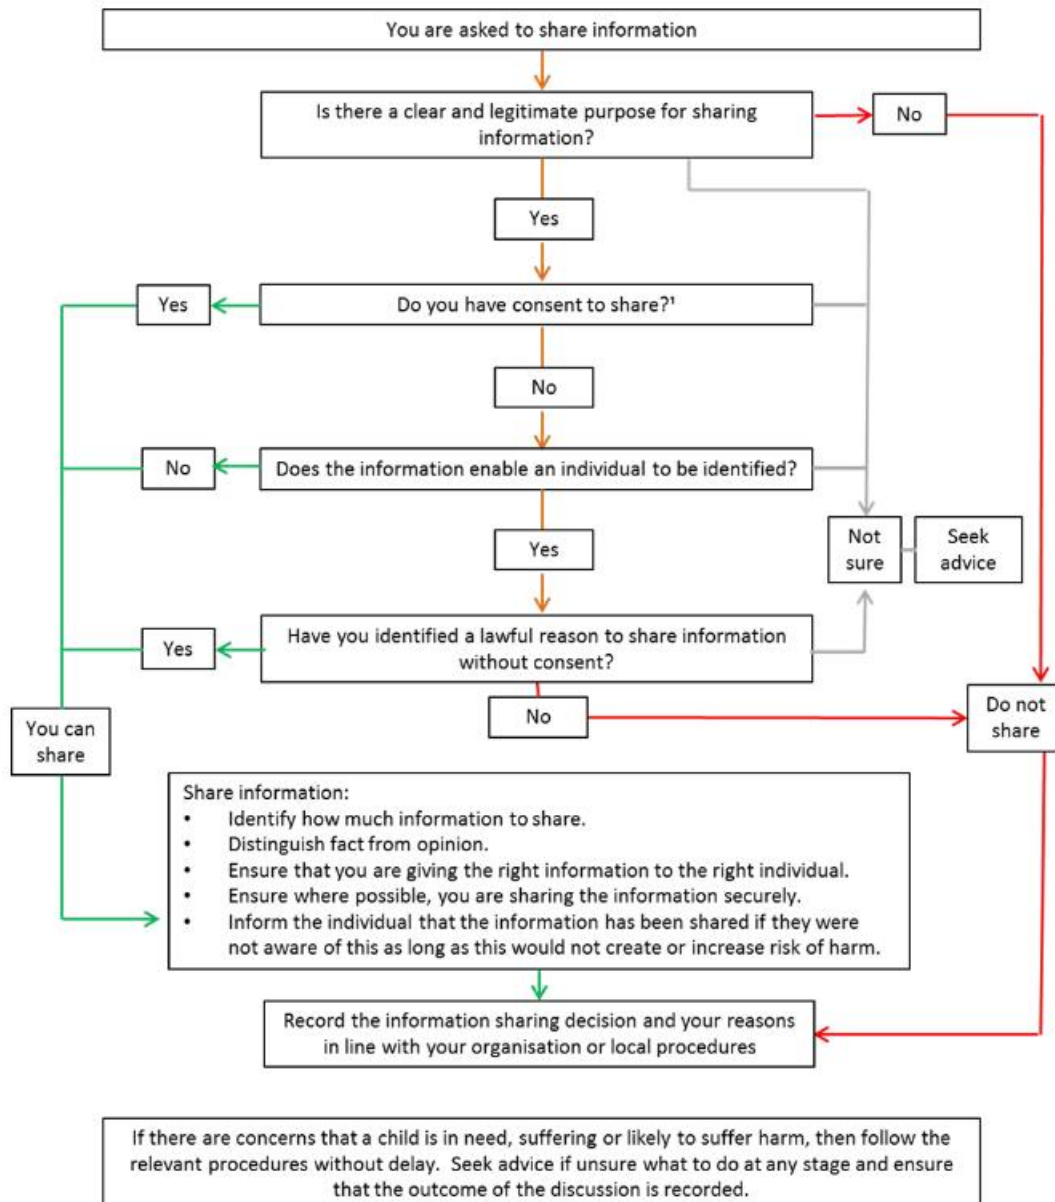 You are asked to share information
Is there a clear and legitimate purpose for sharing
information?
No
Yes
Yes
Do you have consent to share?¹
No
No
Does the information enable an individual to be identified?
Yes
Not
sure
Seek
advice
Yes
Have you identified a lawful reason to share information
without consent?
No
Do not
share
You can
share
Share information:
• Identify how much information to share.
• Distinguish fact from opinion.
• Ensure that you are giving the right information to the right individual.
• Ensure where possible, you are sharing the information securely.
• Inform the individual that the information has been shared if they were
not aware of this as long as this would not create or increase risk of harm.
Record the information sharing decision and your reasons
in line with your organisation or local procedures
If there are concerns that a child is in need, suffering or likely to suffer harm, then follow the
relevant procedures without delay. Seek advice if unsure what to do at any stage and ensure
that the outcome of the discussion is recorded.